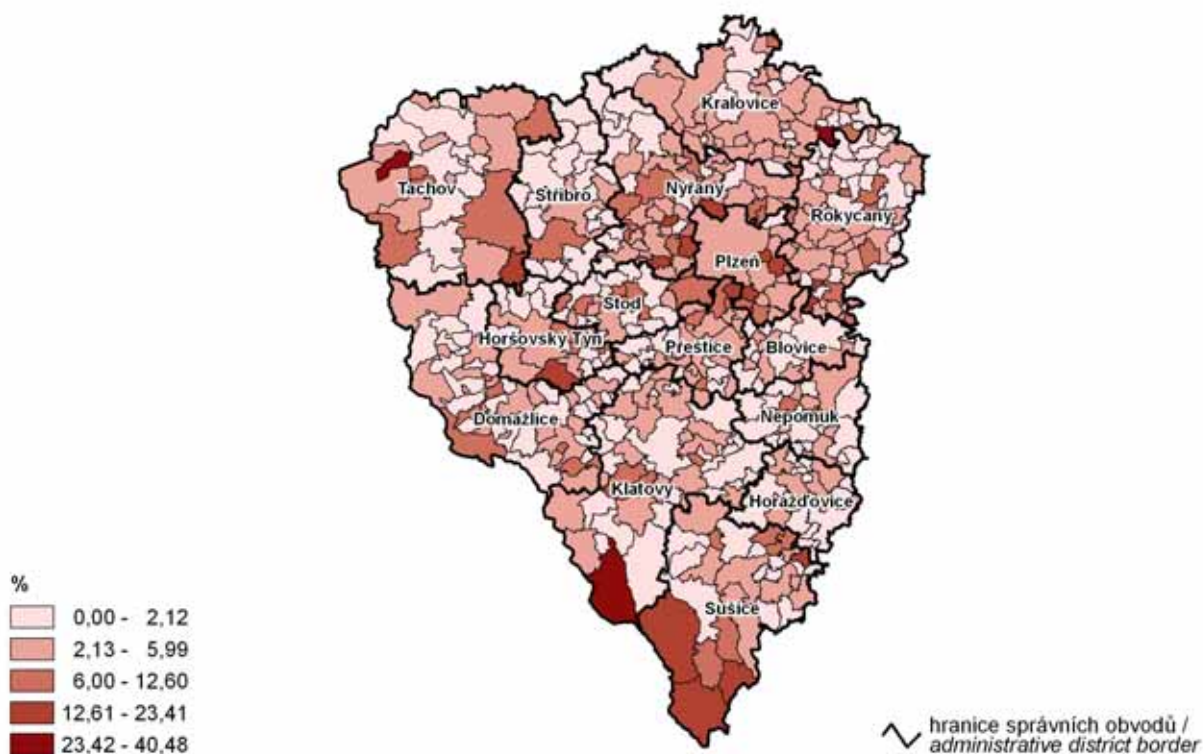 Kralovice
Tachov
Stříbro
Nýřany
Rokycany
Plzeň
Stod
Horšovský Týn
Přeštice
Blovice
Domažlice
Nepomuk
Klatovy
Horažďovice
Sušice
%
0,00 - 2,12
2,13 - 5,99
6,00 - 12,60
12,61 - 23,41
23,42 - 40,48
hranice správních obvodů /
administrative district border